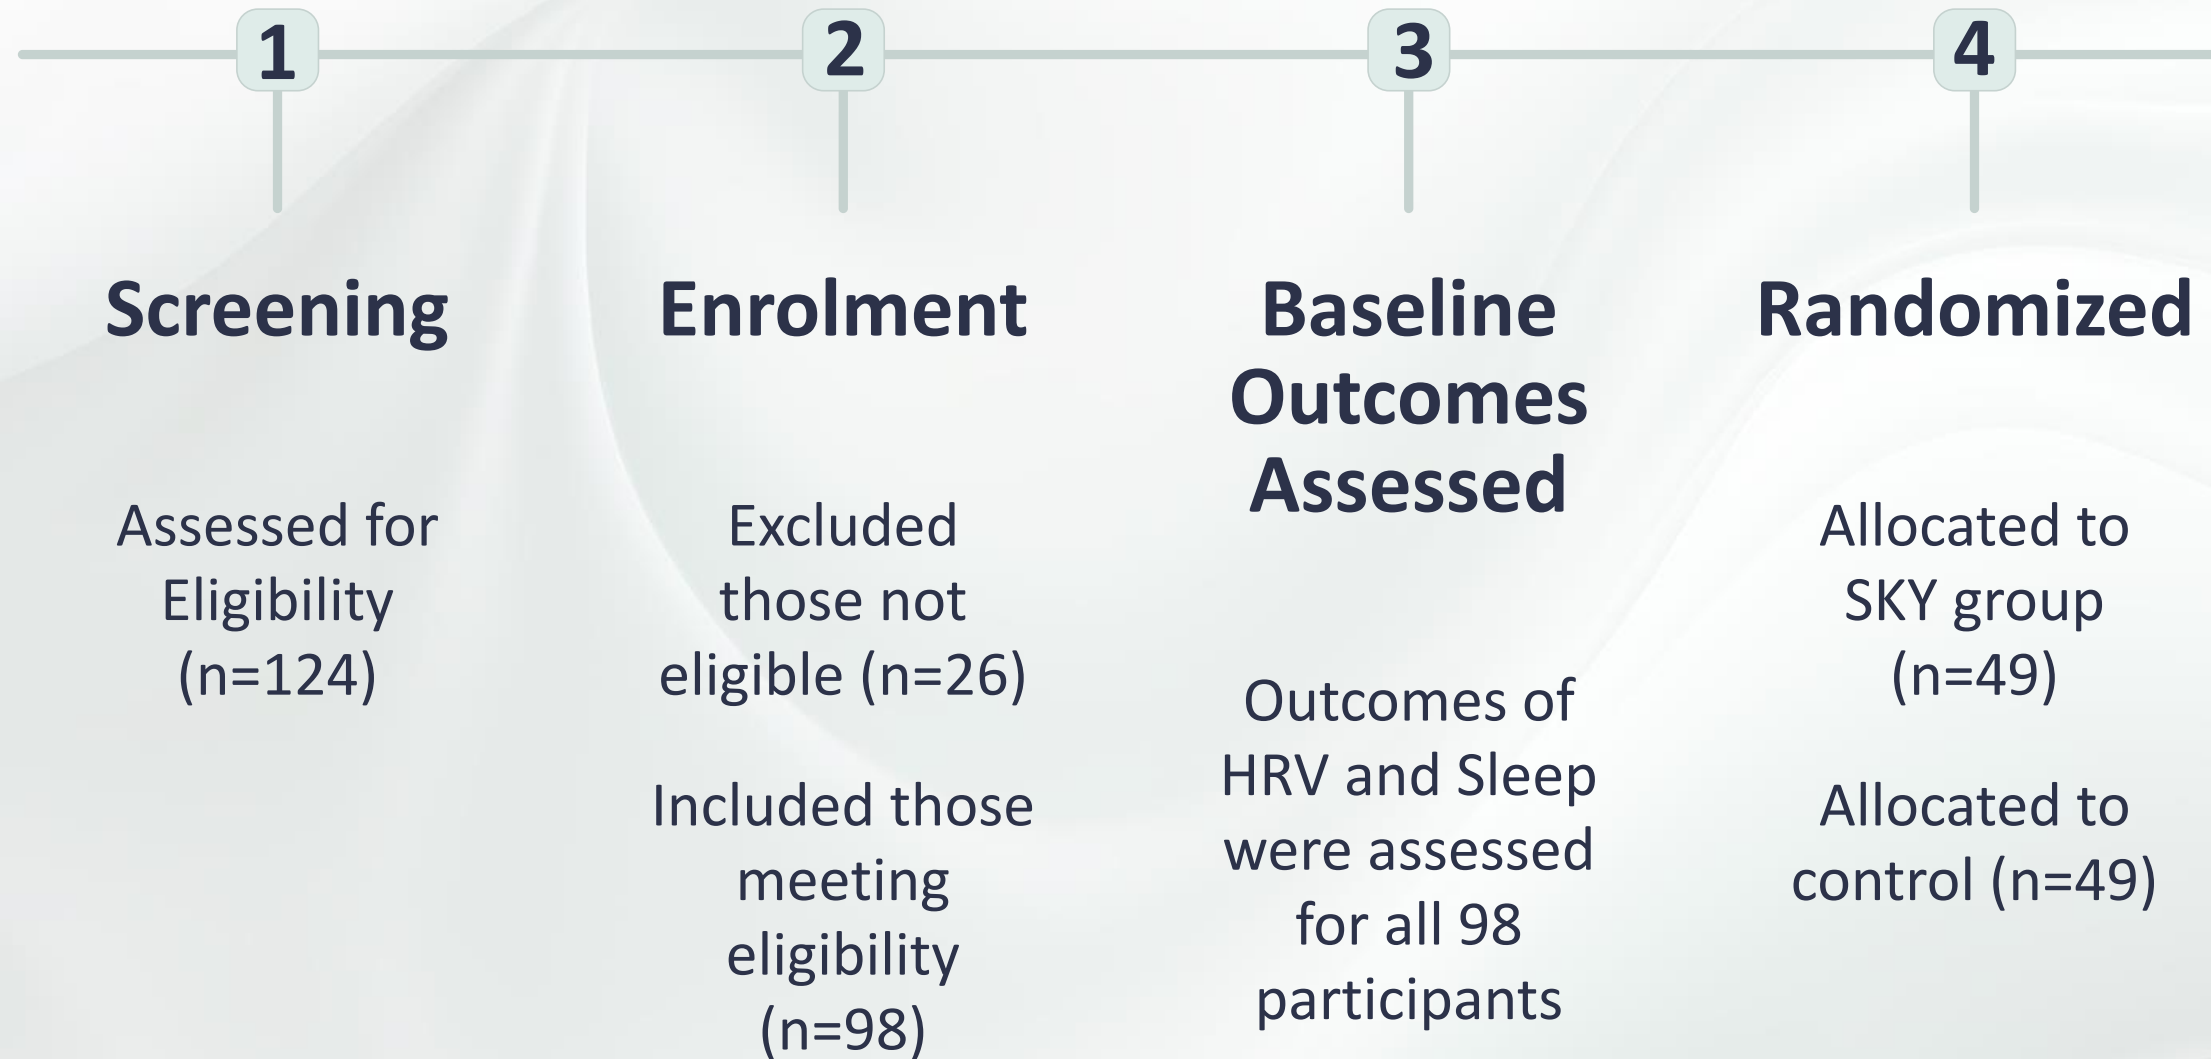 1
Screening
Assessed for
Eligibility
(n=124)
2
Enrolment
Excluded
those not
eligible (n=26)
Included those
meeting
eligibility
(n=98)
3
Baseline
Outcomes
Assessed
Outcomes of
HRV and Sleep
were assessed
for all 98
participants
4
Randomized
Allocated to
SKY group
(n=49)
Allocated to
control (n=49)